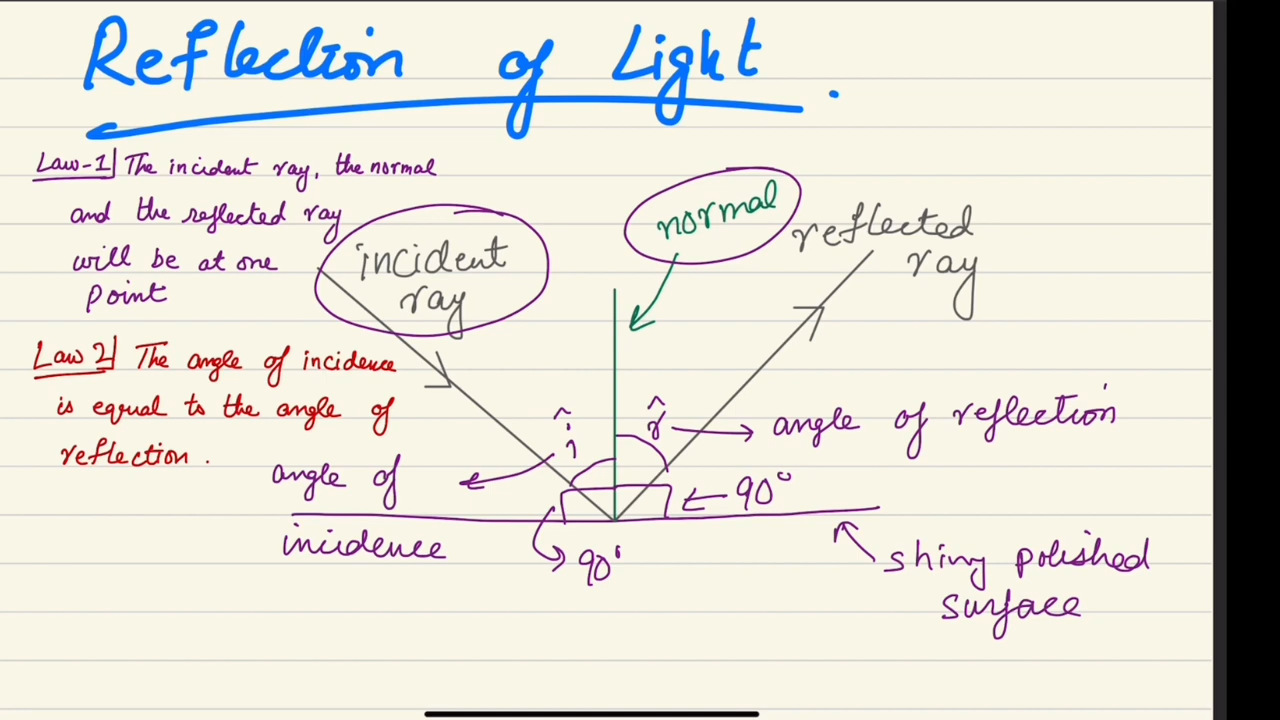 Reflection of Light.
Law-1 The incident ray, the normal
and the reflected ray
will be at one
point
Law 2 The angle of incidence
is equal to the angle of
reflection.
incident
ray
normal
reflected
ray
î
r̂
angle of reflection
angle of
incidence
90°
90°
shiny polished
surface